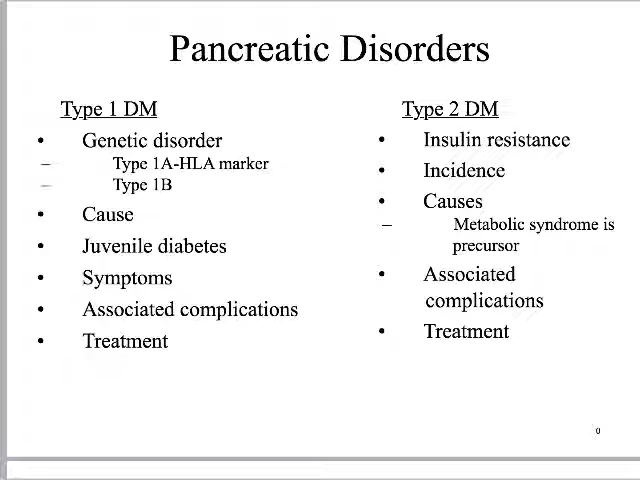 Pancreatic Disorders
Type 1 DM
• Genetic disorder
– Type 1A-HLA marker
– Type 1B
• Cause
• Juvenile diabetes
• Symptoms
• Associated complications
• Treatment
Type 2 DM
• Insulin resistance
• Incidence
• Causes
– Metabolic syndrome is
precursor
• Associated
complications
• Treatment
0